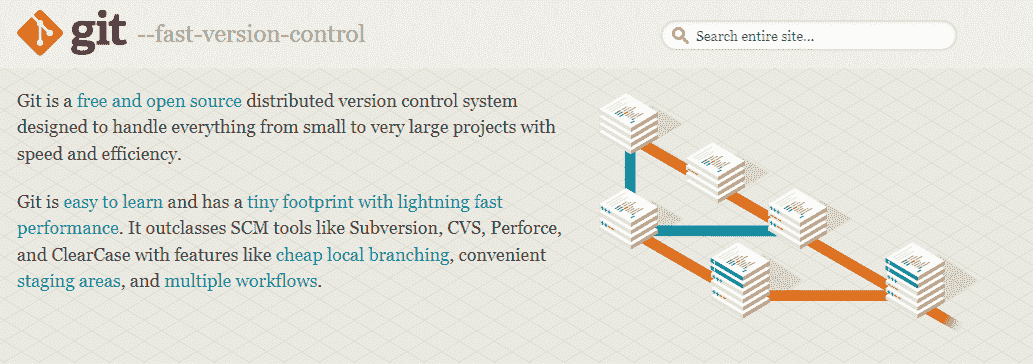 git --fast-version-control
Search entire site...
Git is a free and open source distributed version control system
designed to handle everything from small to very large projects with
speed and efficiency.
Git is easy to learn and has a tiny footprint with lightning fast
performance. It outclasses SCM tools like Subversion, CVS, Perforce,
and ClearCase with features like cheap local branching, convenient
staging areas, and multiple workflows.